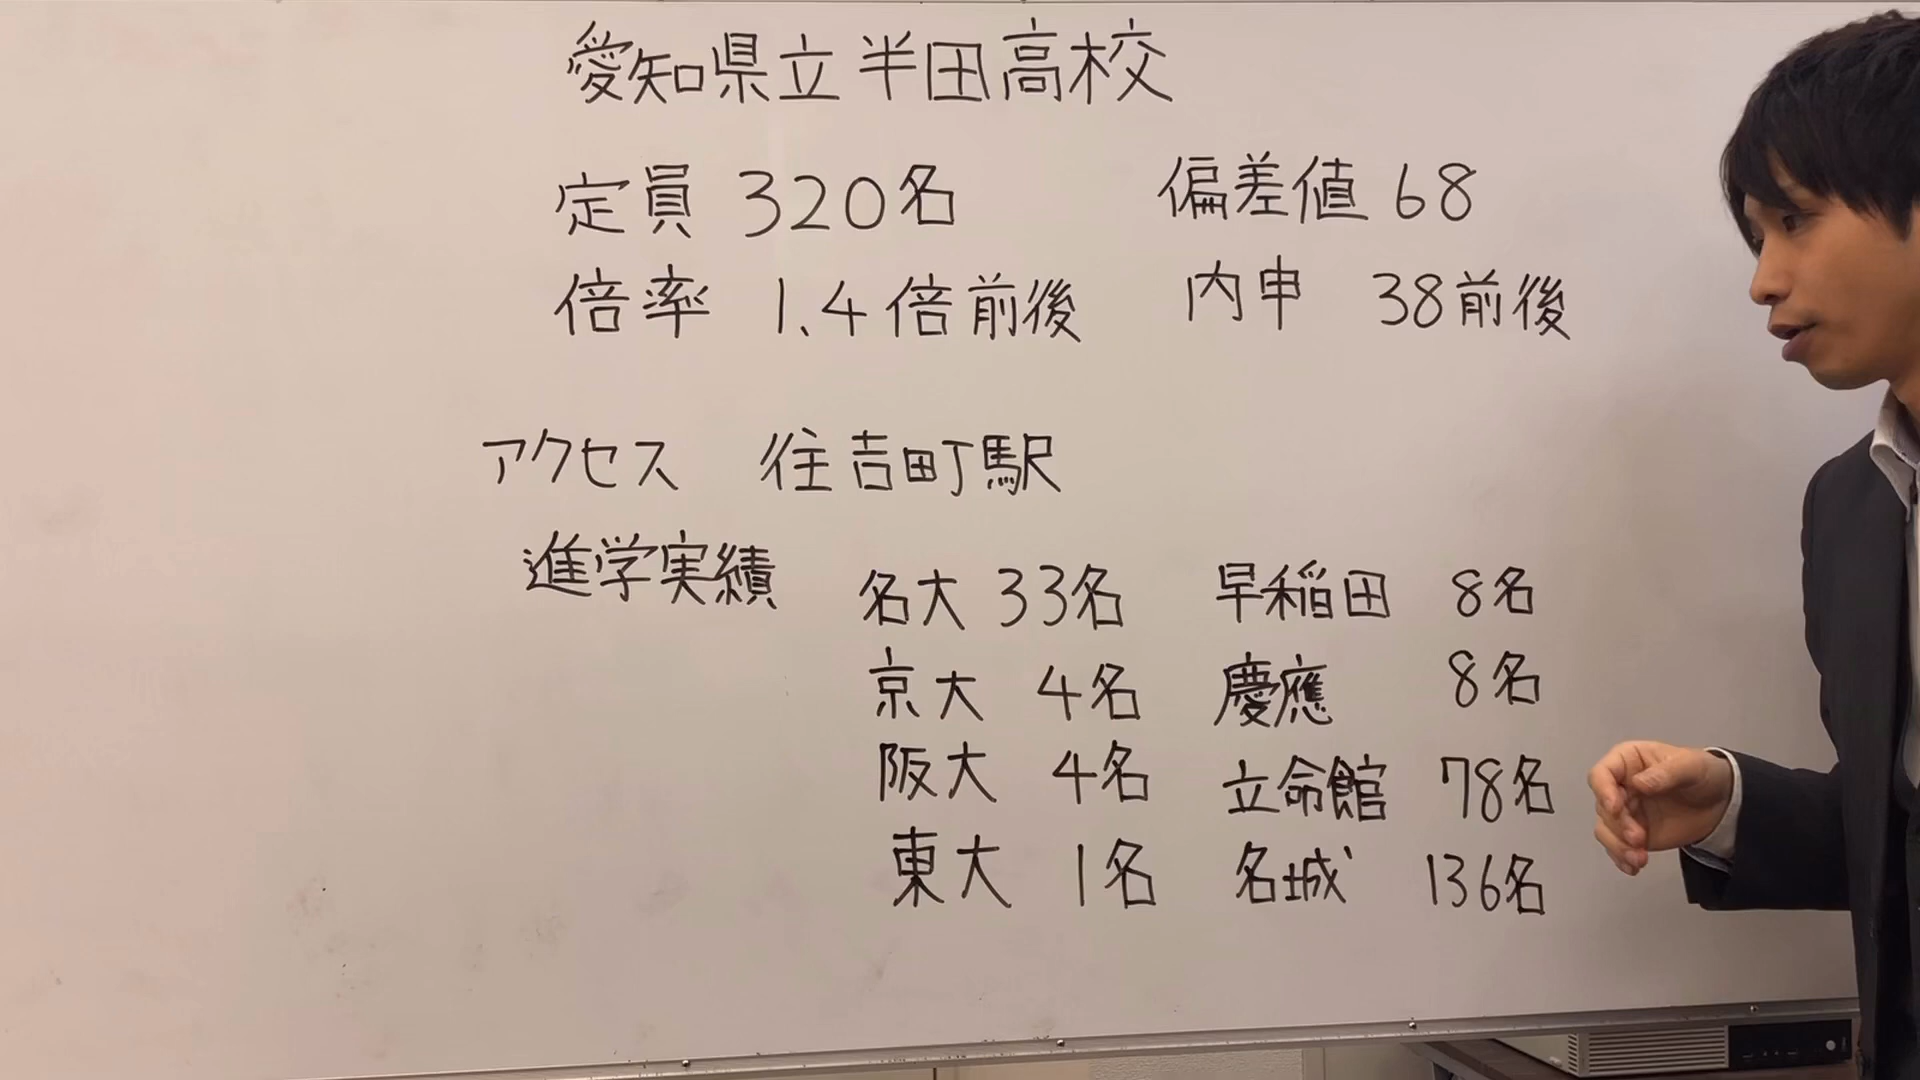 愛知県立半田高校
定員 320名 偏差値 68
倍率 1.4倍前後 内申 38前後
アクセス 住吉町駅
進学実績
名大 33名 早稲田 8名
京大 4名 慶應 8名
阪大 4名 立命館 78名
東大 1名 名城 136名